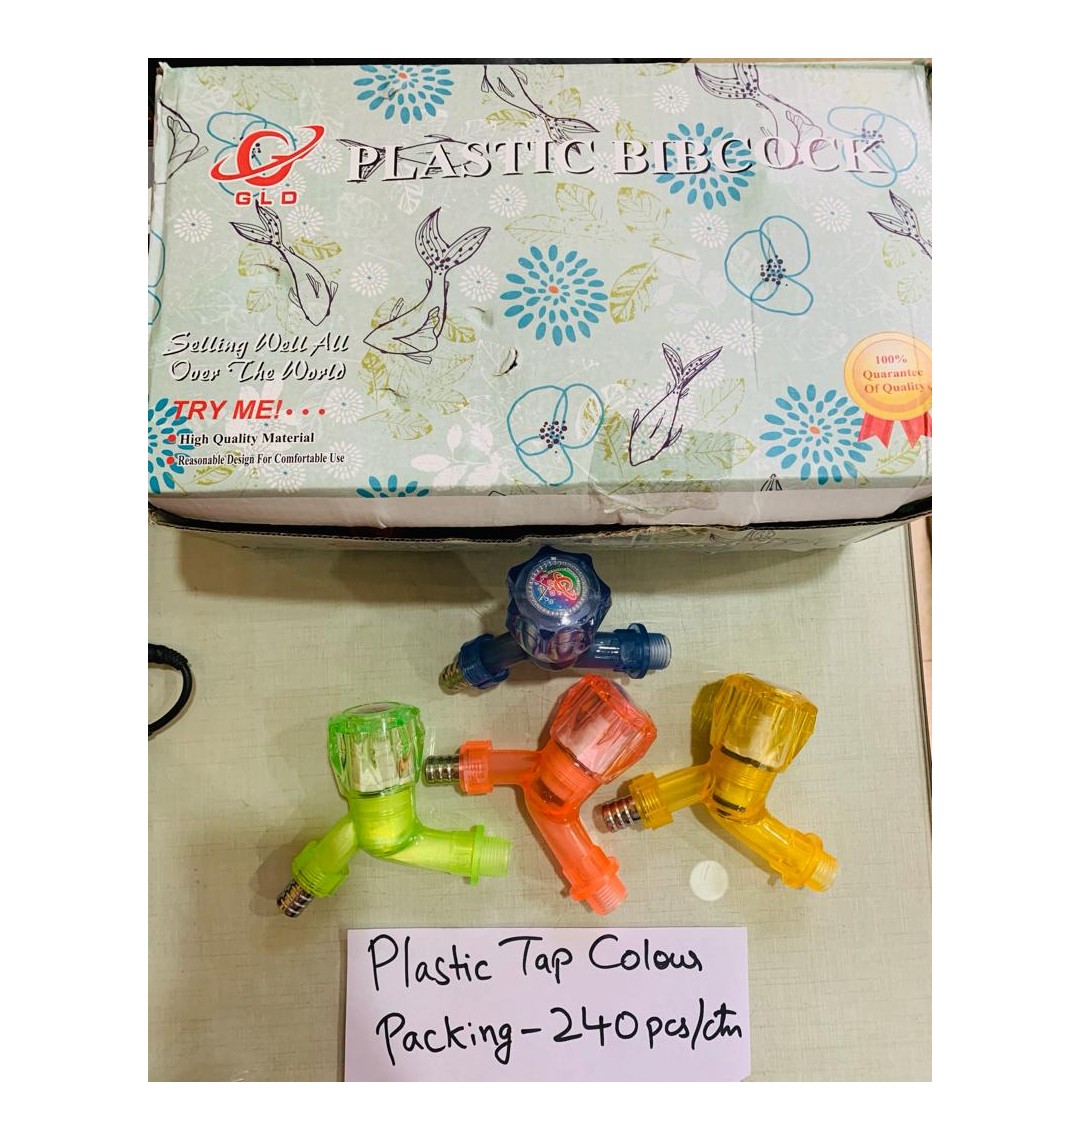 GLD
PLASTIC BIBCOCK
Selling Well All
Over The World
TRY ME!...
High Quality Material
Reasonable Design For Comfortable Use
100%
Quarantee
Of Quality
Plastic Tap Colour
Packing - 240 pcs/ctn